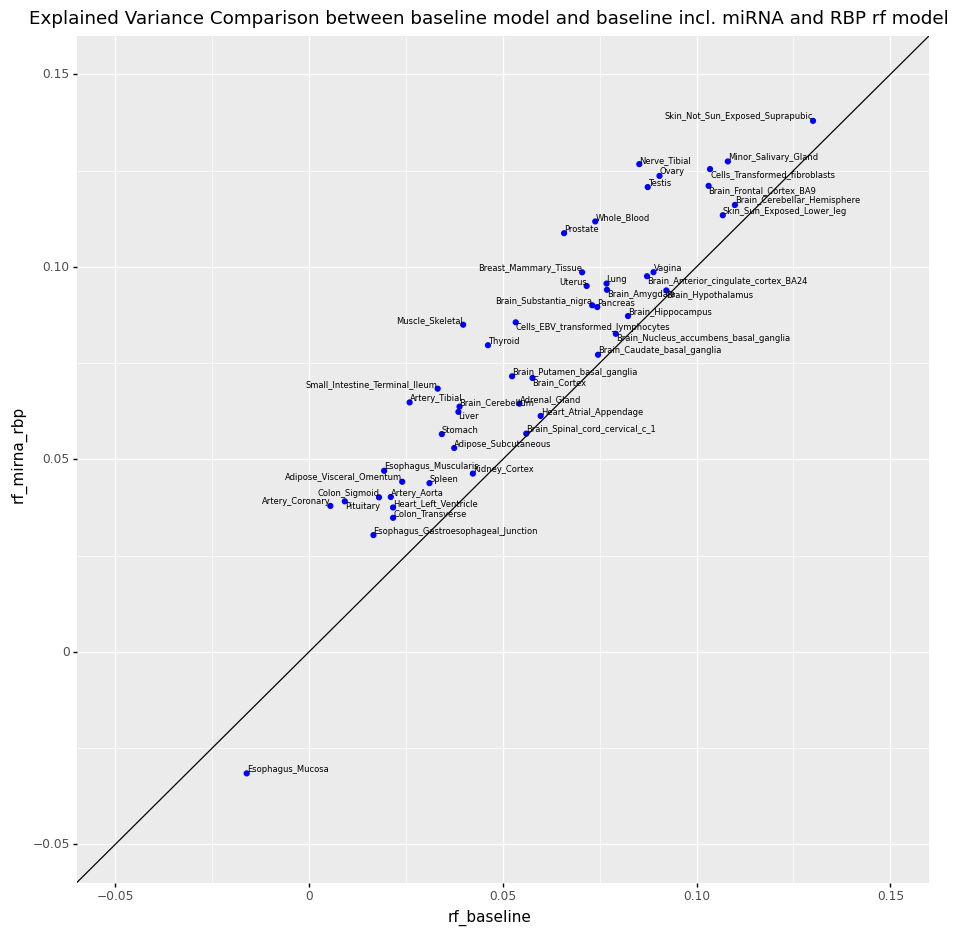 Explained Variance Comparison between baseline model and baseline incl. miRNA and RBP rf model
0.15
Skin_Not_Sun_Exposed_Suprapubic
Nerve_Tibial
Minor_Salivary_Gland
Ovary
Cells_Transformed_fibroblasts
Testis
Brain_Frontal_Cortex_BA9
Brain_Cerebellar_Hemisphere
Skin_Sun_Exposed_Lower_leg
Whole_Blood
Prostate
0.10
Breast_Mammary_Tissue
Vagina
Uterus
Lung
Brain_Anterior_cingulate_cortex_BA24
Brain_Amygdala
Brain_Hypothalamus
Brain_Substantia_nigra
Pancreas
Brain_Hippocampus
Muscle_Skeletal
Cells_EBV_transformed_lymphocytes
Brain_Nucleus_accumbens_basal_ganglia
Thyroid
Brain_Caudate_basal_ganglia
Brain_Putamen_basal_ganglia
Brain_Cortex
Small_Intestine_Terminal_Ileum
Artery_Tibial
Brain_Cerebellum
Adrenal_Gland
Liver
Heart_Atrial_Appendage
Stomach
Brain_Spinal_cord_cervical_c_1
Adipose_Subcutaneous
0.05
Esophagus_Muscularis
Kidney_Cortex
Adipose_Visceral_Omentum
Spleen
Colon_Sigmoid
Artery_Aorta
Artery_Coronary
Pituitary
Heart_Left_Ventricle
Colon_Transverse
Esophagus_Gastroesophageal_Junction
0
Esophagus_Mucosa
−0.05
rf_mirna_rbp
−0.05
0
0.05
0.10
0.15
rf_baseline